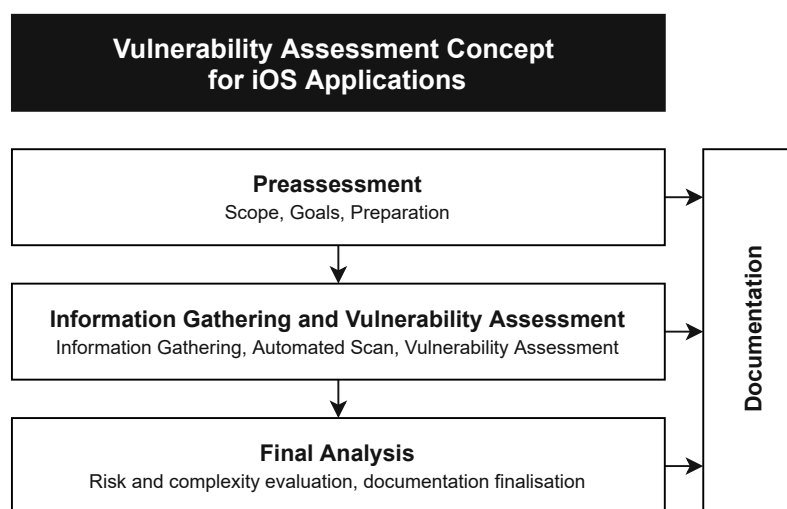 Vulnerability Assessment Concept
for iOS Applications
Preassessment
Scope, Goals, Preparation
Information Gathering and Vulnerability Assessment
Information Gathering, Automated Scan, Vulnerability Assessment
Final Analysis
Risk and complexity evaluation, documentation finalisation
Documentation